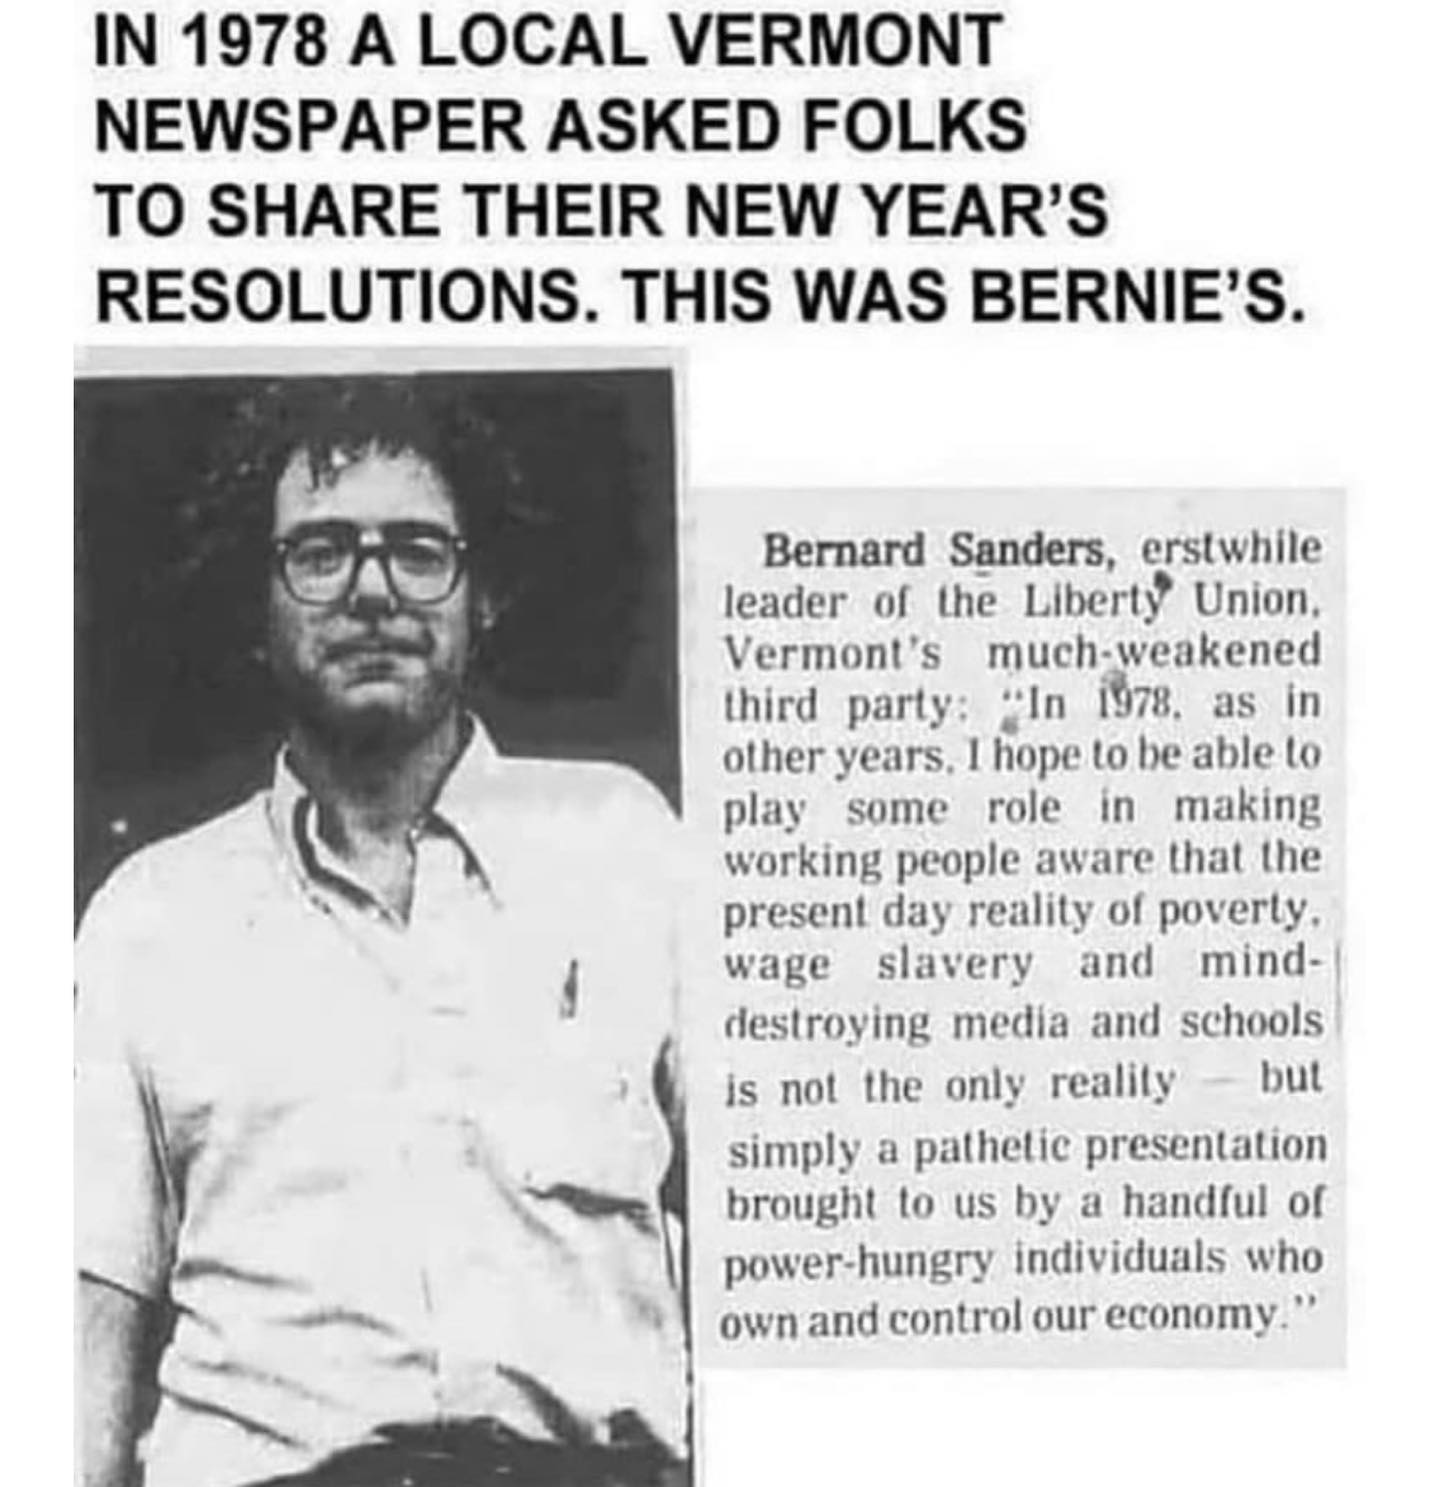 IN 1978 A LOCAL VERMONT
NEWSPAPER ASKED FOLKS
TO SHARE THEIR NEW YEAR'S
RESOLUTIONS. THIS WAS BERNIE'S.
Bernard Sanders, erstwhile
leader of the Liberty Union,
Vermont's much-weakened
third party: "In 1978, as in
other years, I hope to be able to
play some role in making
working people aware that the
present day reality of poverty,
wage slavery and mind-
destroying media and schools
is not the only reality — but
simply a pathetic presentation
brought to us by a handful of
power-hungry individuals who
own and control our economy."